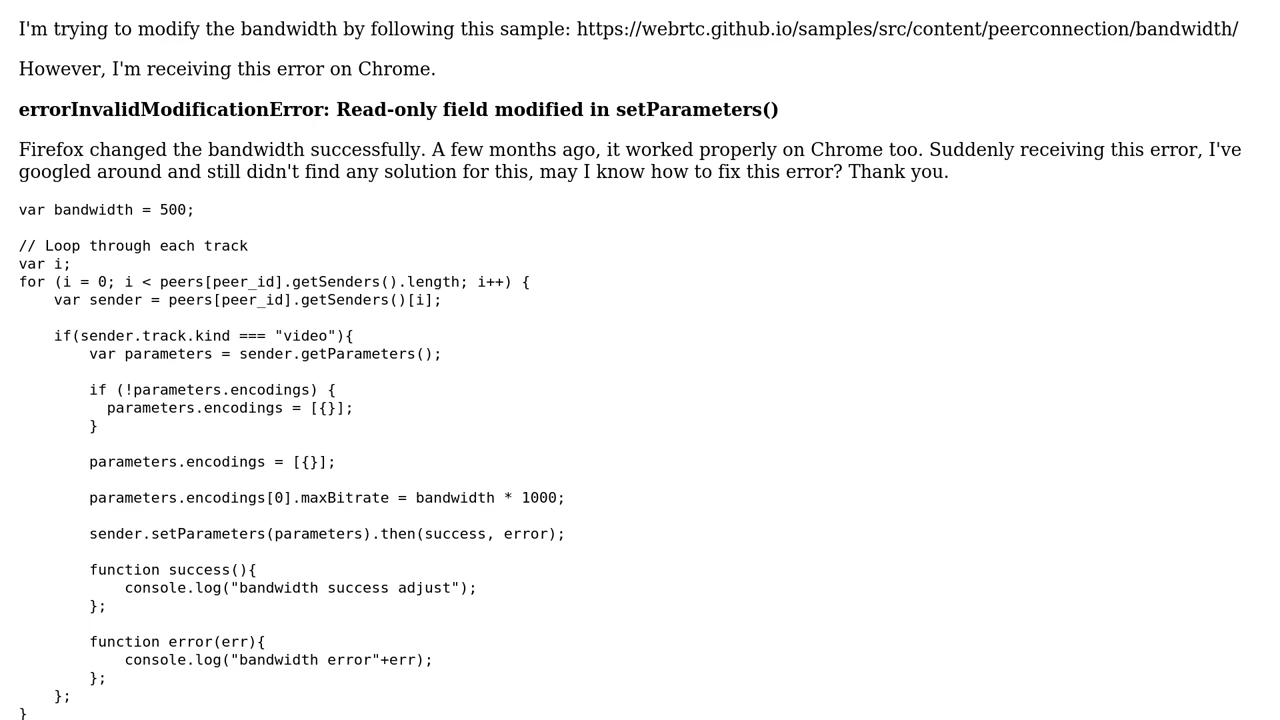 I'm trying to modify the bandwidth by following this sample: https://webrtc.github.io/samples/src/content/peerconnection/bandwidth/
However, I'm receiving this error on Chrome.
errorInvalidModificationError: Read-only field modified in setParameters()
Firefox changed the bandwidth successfully. A few months ago, it worked properly on Chrome too. Suddenly receiving this error, I've
googled around and still didn't find any solution for this, may I know how to fix this error? Thank you.
var bandwidth = 500;
// Loop through each track
var i;
for (i = 0; i < peers[peer_id].getSenders().length; i++) {
    var sender = peers[peer_id].getSenders()[i];
    if(sender.track.kind === "video"){
        var parameters = sender.getParameters();
        if (!parameters.encodings) {
          parameters.encodings = [{}];
        }
        parameters.encodings = [{}];
        parameters.encodings[0].maxBitrate = bandwidth * 1000;
        sender.setParameters(parameters).then(success, error);
        function success(){
            console.log("bandwidth success adjust");
        };
        function error(err){
            console.log("bandwidth error"+err);
        };
    };
}